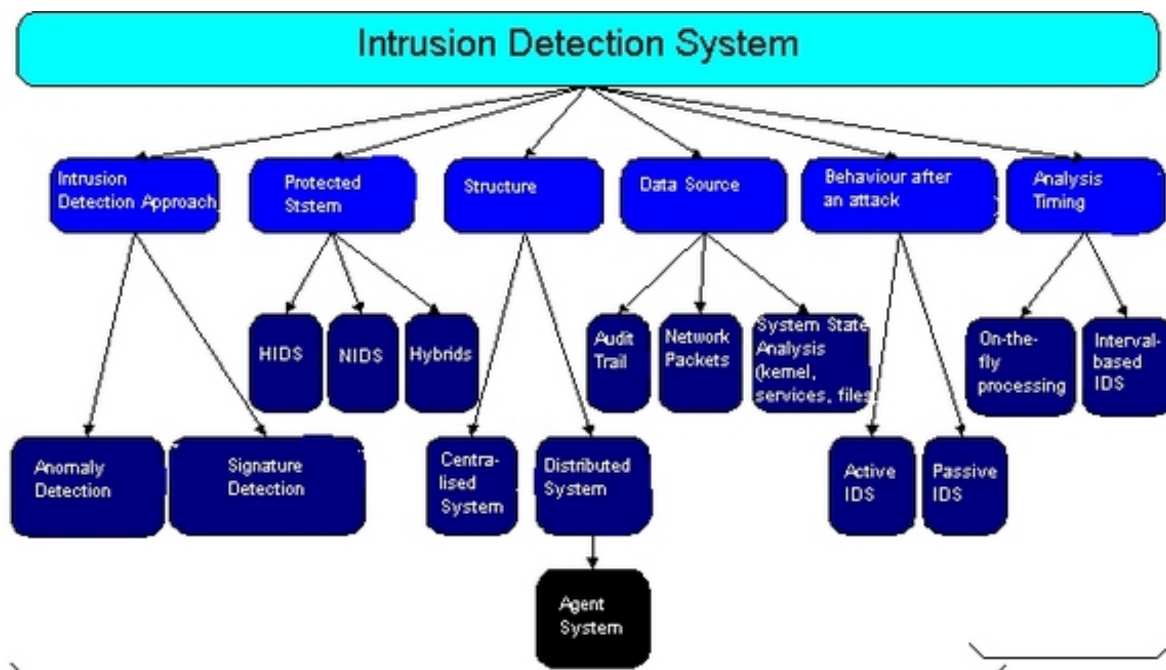 Intrusion Detection System
Intrusion
Detection Approach
Protected
Ststem
Structure
Data Source
Behaviour after
an attack
Analysis
Timing
HIDS
NIDS
Hybrids
Audit
Trail
Network
Packets
System State
Analysis
(kernel,
services, files
On-the-
fly
processing
Interval-
based IDS
Anomaly
Detection
Signature
Detection
Centra-
lised
System
Distributed
System
Active
IDS
Passive
IDS
Agent
System